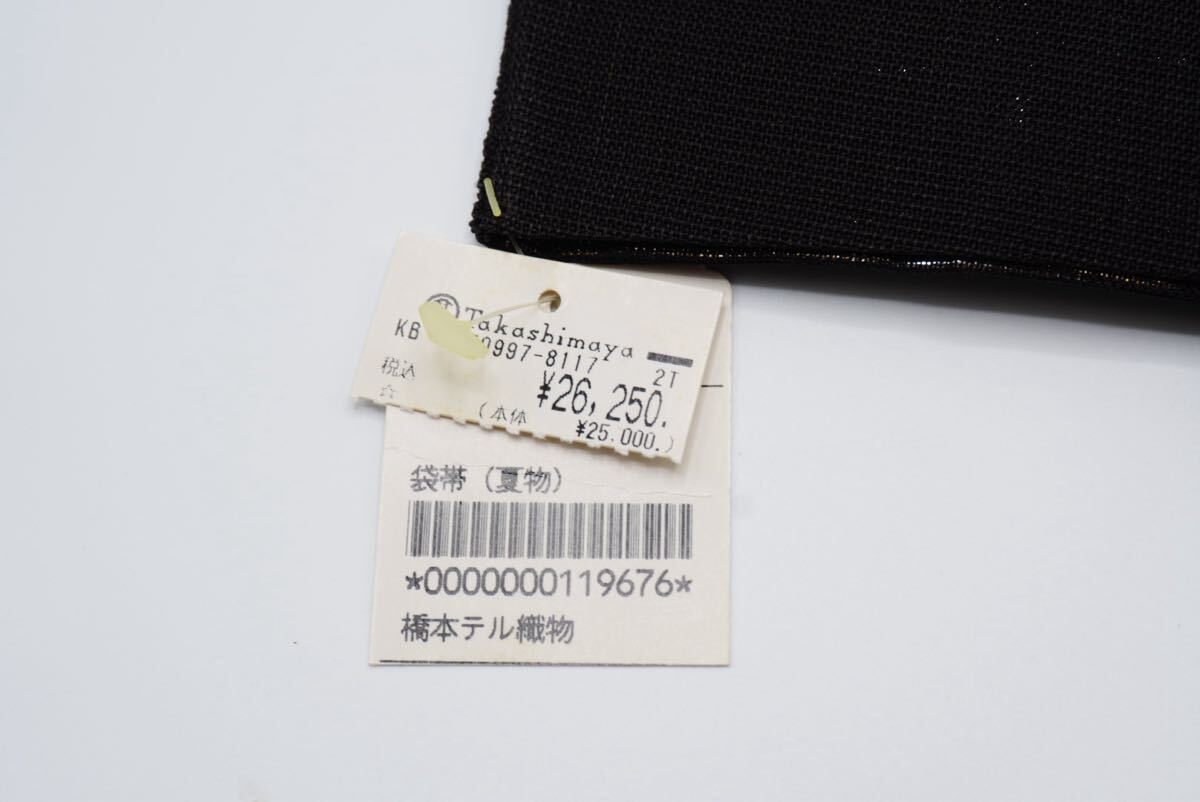 Takashimaya
KB 0997-8117 2T
税込 ¥26,250.
☆ (本体 ¥25.000.)
袋帯(夏物)
*0000000119676*
橋本テル織物